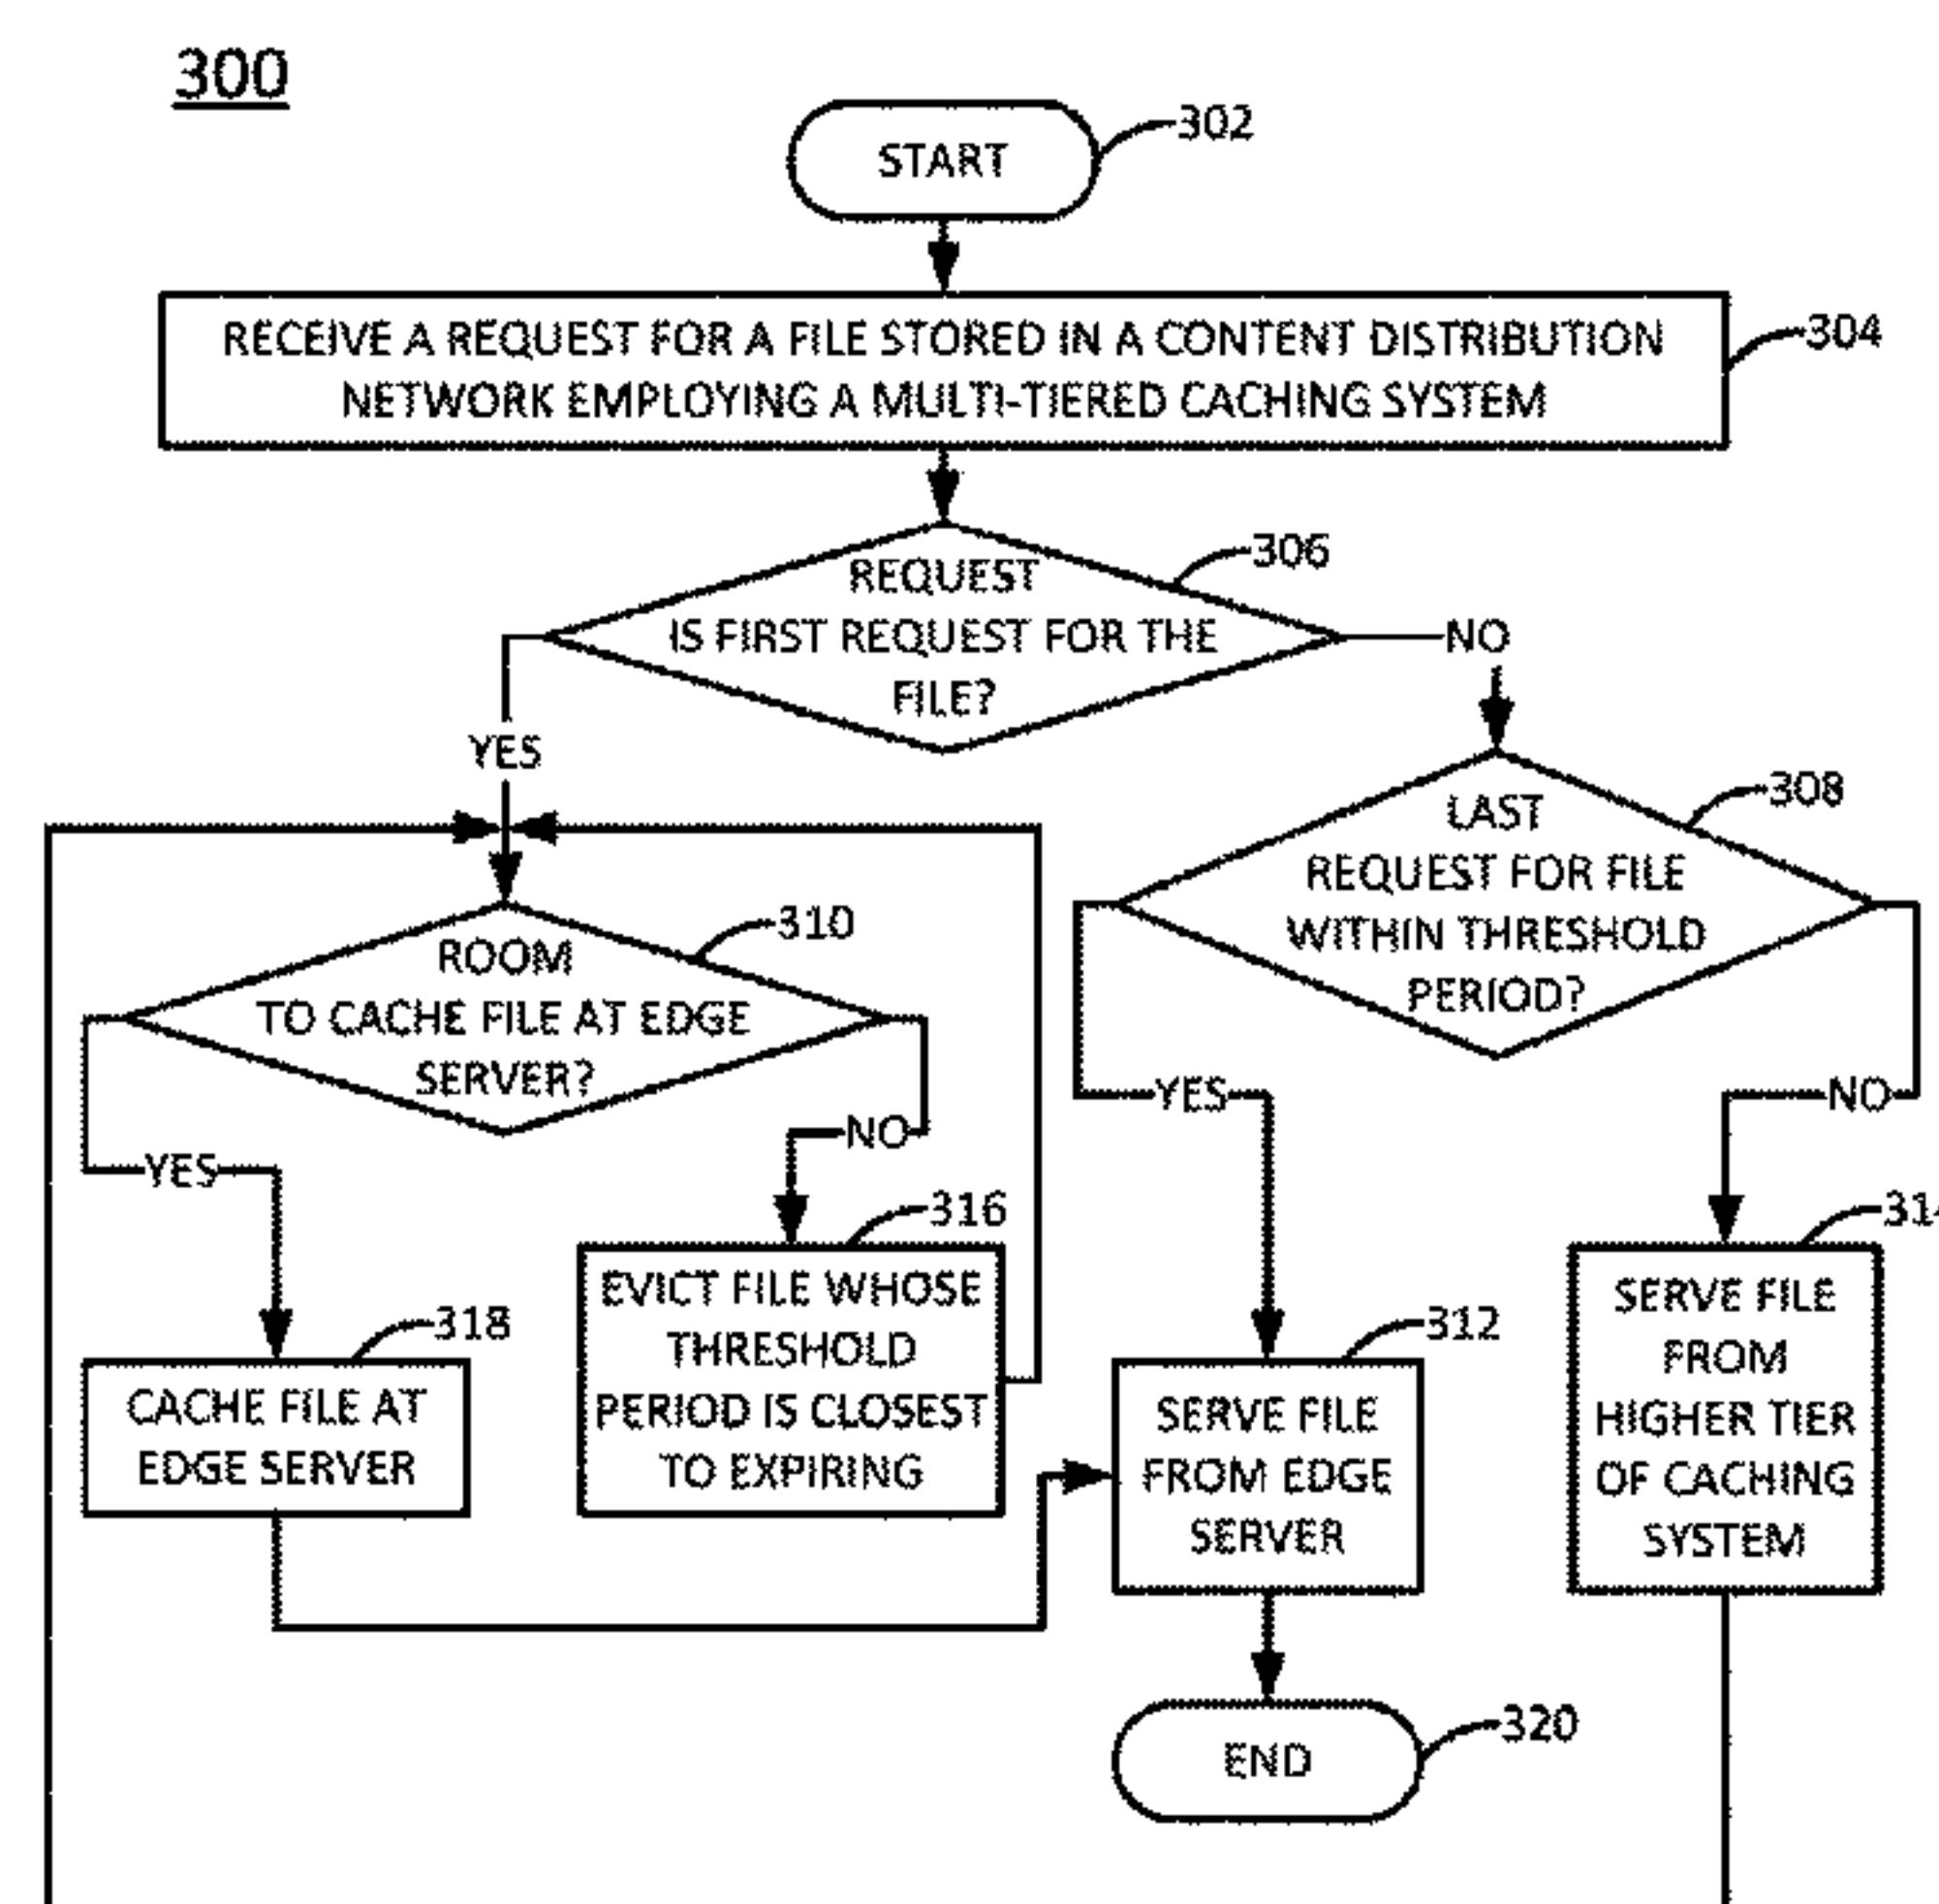 300
START
302
RECEIVE A REQUEST FOR A FILE STORED IN A CONTENT DISTRIBUTION
NETWORK EMPLOYING A MULTI-TIERED CACHING SYSTEM
304
REQUEST
IS FIRST REQUEST FOR THE
FILE?
306
NO
YES
LAST
REQUEST FOR FILE
WITHIN THRESHOLD
PERIOD?
308
ROOM
TO CACHE FILE AT EDGE
SERVER?
310
YES
NO
YES
NO
CACHE FILE AT
EDGE SERVER
318
EVICT FILE WHOSE
THRESHOLD
PERIOD IS CLOSEST
TO EXPIRING
316
SERVE FILE
FROM EDGE
SERVER
312
SERVE FILE
FROM
HIGHER TIER
OF CACHING
SYSTEM
314
END
320